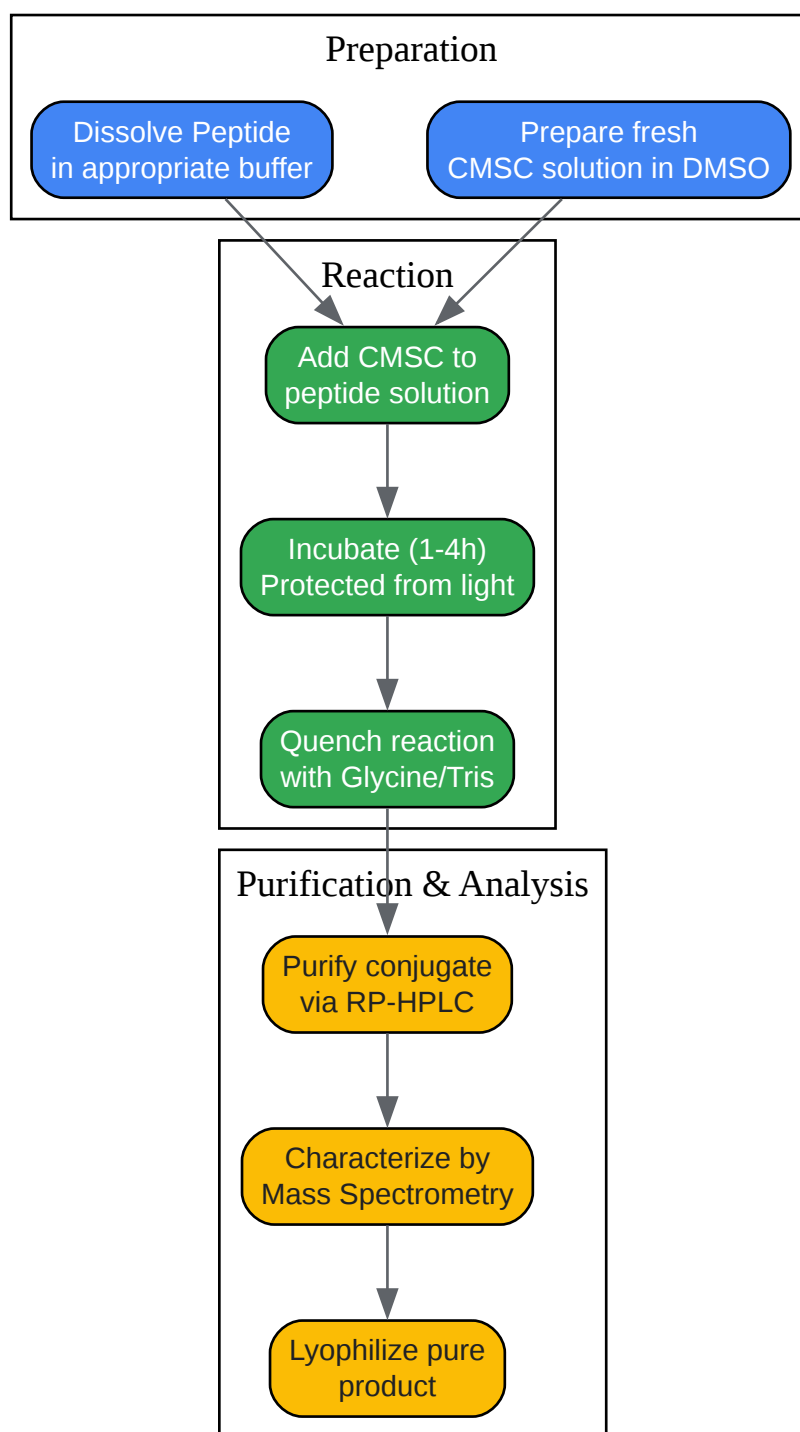 Preparation
Dissolve Peptide
in appropriate buffer
Prepare fresh
CMSC solution in DMSO
Reaction
Add CMSC to
peptide solution
Incubate (1-4h)
Protected from light
Quench reaction
with Glycine/Tris
Purification & Analysis
Purify conjugate
via RP-HPLC
Characterize by
Mass Spectrometry
Lyophilize pure
product